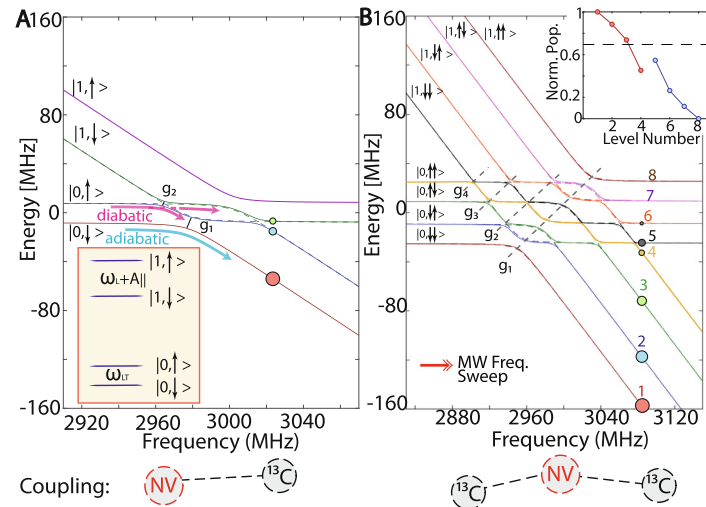 A
160
80
0
-80
-160
Energy [MHz]
|1,↑>
|1,↓>
|0,↑>
|0,↓>
g₂
g₁
diabatic
adiabatic
|1,↑>
ωL+A||
|1,↓>
|0,↑>
ωLT
|0,↓>
2920 2960 3000 3040
Frequency (MHz)
B
160
80
0
-80
-160
Energy [MHz]
|1,↑↓>
|1,↑↑>
|1,↓↑>
|1,↓↓>
|0,↑↑>
|0,↑↓>
|0,↓↑>
|0,↓↓>
g₄
g₃
g₂
g₁
8
7
6
5
4
3
2
1
MW Freq.
Sweep
2880 2960 3040 3120
Frequency (MHz)
Norm. Pop.
1
0.6
0.2
0
2 4 6 8
Level Number
Coupling:
NV
¹³C
¹³C
NV
¹³C